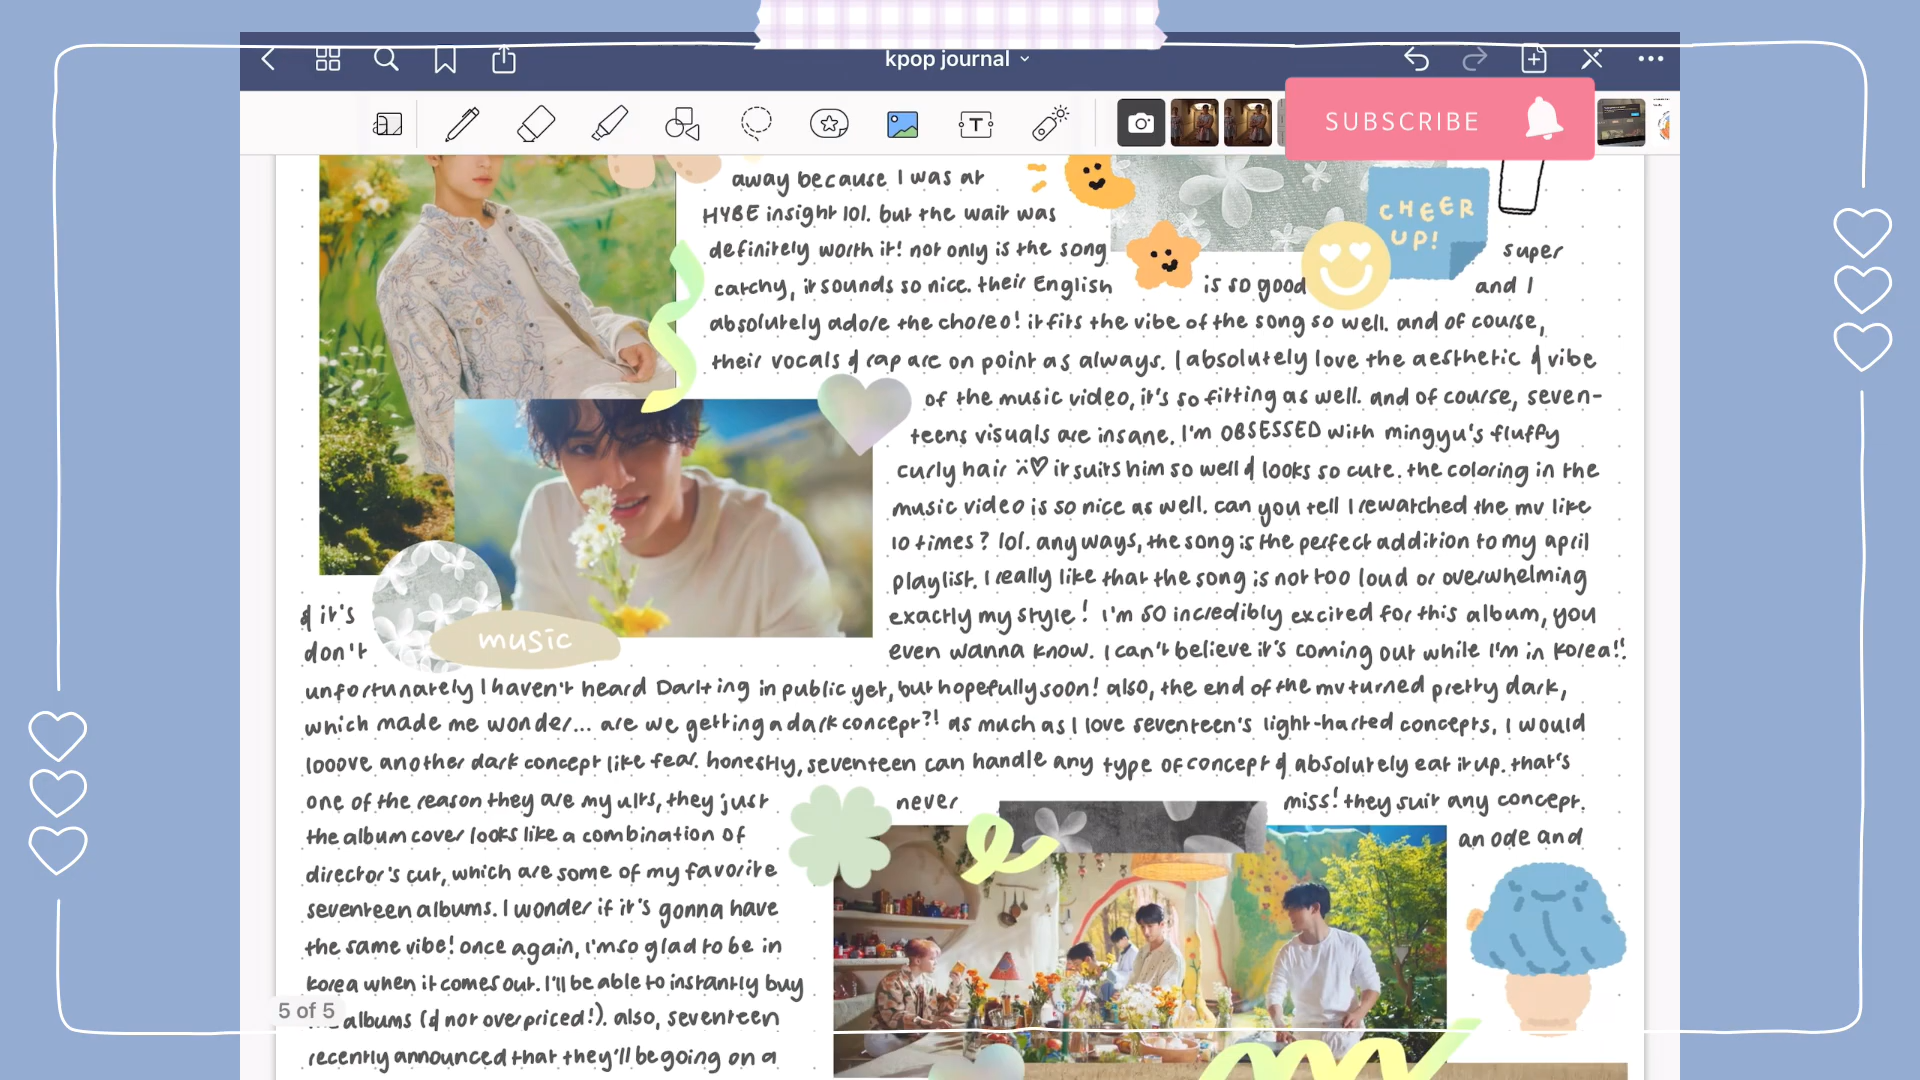 kpop journal
SUBSCRIBE
away because I was at
HYBE insight lol. but the wait was
definitely worth it! not only is the song
super
catchy, it sounds so nice. their English
is so good
and I
CHEER
UP!
absolutely adore the choreo! it fits the vibe of the song so well. and of course,
their vocals & rap are on point as always. I absolutely love the aesthetic & vibe
of the music video, it's so fitting as well. and of course, seven-
teens visuals are insane. I'm OBSESSED with mingyu's fluffy
curly hair ♡ it suits him so well & looks so cute. the coloring in the
music video is so nice as well. can you tell I rewatched the mv like
10 times? lol. anyways, the song is the perfect addition to my april
playlist. I really like that the song is not too loud or overwhelming
& it's
exactly my style! I'm SO incredibly excited for this album, you
don't
even wanna know. I can't believe it's coming out while I'm in Korea!!
music
unfortunately I haven't heard Darl+ing in public yet, but hopefully soon! also, the end of the mv turned pretty dark,
which made me wonder... are we getting a dark concept?! as much as I love seventeen's light-harted concepts, I would
looove another dark concept like fear. honestly, seventeen can handle any type of concept & absolutely eat it up. that's
one of the reason they are my ults, they just
never
miss! they suit any concept.
the album cover looks like a combination of
an ode and
director's cut, which are some of my favorite
seventeen albums. I wonder if it's gonna have
the same vibe! once again, I'm so glad to be in
korea when it comes out. I'll be able to instantly buy
albums (& not overpriced!). also, seventeen
recently announced that they'll be going on a
5 of 5